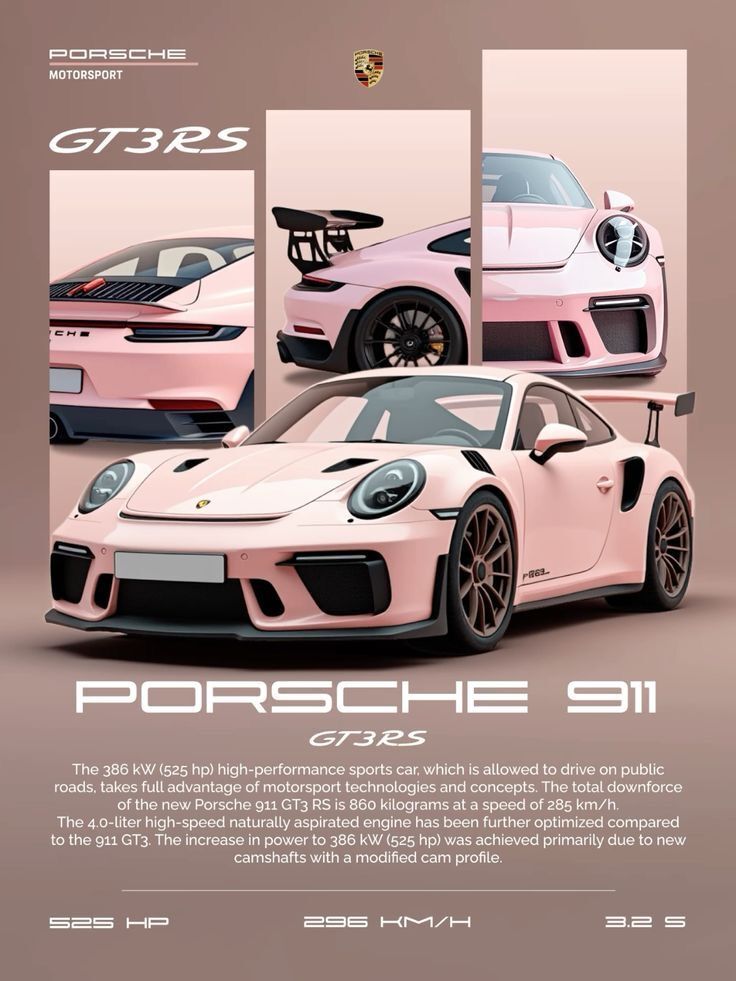 PORSCHE
MOTORSPORT
PORSCHE
GT3RS
PORSCHE 911
GT3RS
The 386 kW (525 hp) high-performance sports car, which is allowed to drive on public
roads, takes full advantage of motorsport technologies and concepts. The total downforce
of the new Porsche 911 GT3 RS is 860 kilograms at a speed of 285 km/h.
The 4.0-liter high-speed naturally aspirated engine has been further optimized compared
to the 911 GT3. The increase in power to 386 kW (525 hp) was achieved primarily due to new
camshafts with a modified cam profile.
525 HP
296 KM/H
3.2 S